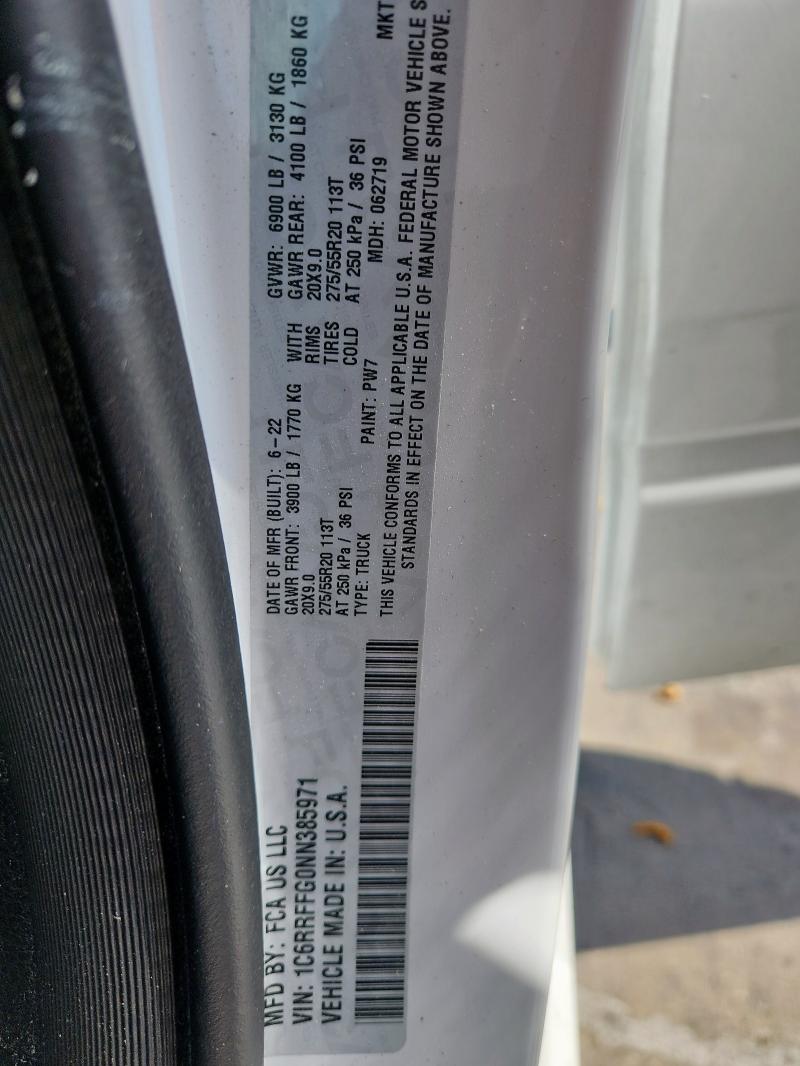 MFD BY: FCA US LLC
VIN: 1C6RRFFG0NN385971
VEHICLE MADE IN: U.S.A.
DATE OF MFR (BUILT): 6-22 GVWR: 6900 LB / 3130 KG
GAWR FRONT: 3900 LB / 1770 KG WITH GAWR REAR: 4100 LB / 1860 KG
20X9.0 RIMS 20X9.0
275/55R20 113T TIRES 275/55R20 113T
AT 250 kPa / 36 PSI COLD AT 250 kPa / 36 PSI
TYPE: TRUCK PAINT: PW7 MDH: 062719 MKT
THIS VEHICLE CONFORMS TO ALL APPLICABLE U.S.A. FEDERAL MOTOR VEHICLE S
STANDARDS IN EFFECT ON THE DATE OF MANUFACTURE SHOWN ABOVE.